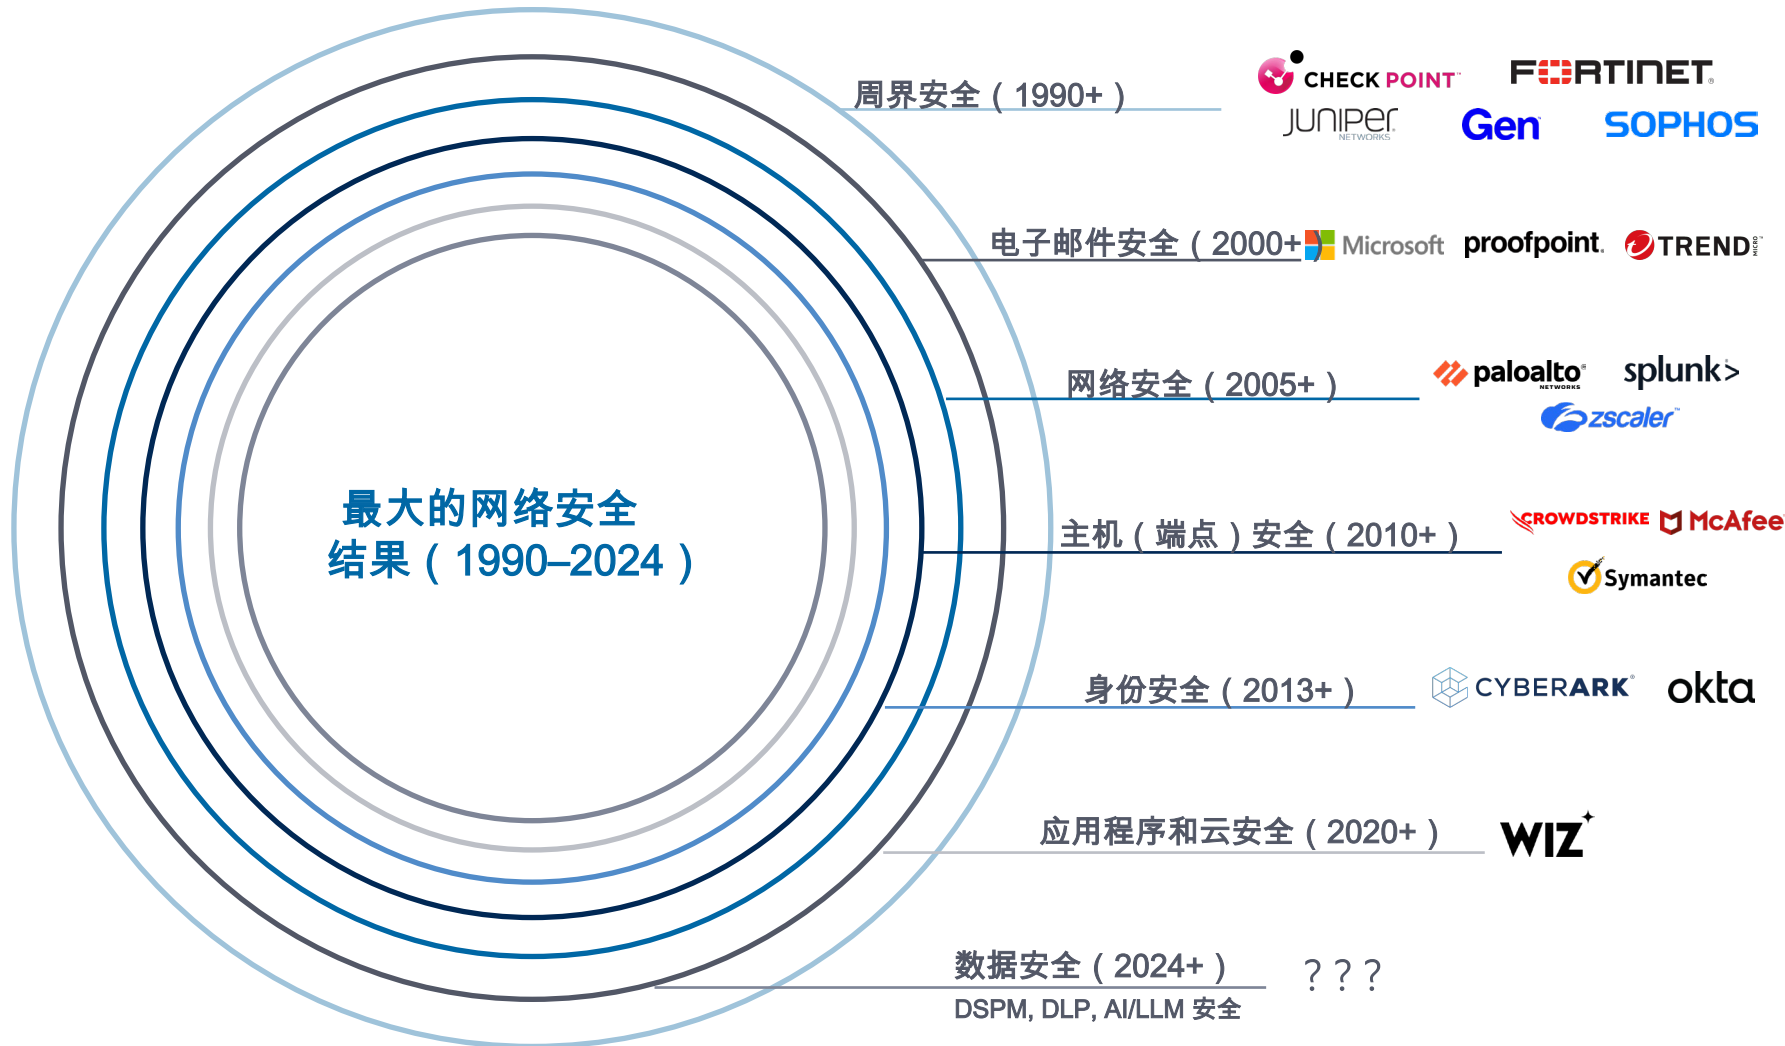 周界安全（1990+）
CHECK POINT
FORTINET
JUNIPER
NETWORKS
Gen
SOPHOS
电子邮件安全（2000+）
Microsoft
proofpoint
TREND
MICRO
网络安全（2005+）
paloalto
NETWORKS
splunk>
zscaler
最大的网络安全
结果（1990–2024）
主机（端点）安全（2010+）
CROWDSTRIKE
McAfee
Symantec
身份安全（2013+）
CYBERARK
okta
应用程序和云安全（2020+）
WIZ
数据安全（2024+）
？？？
DSPM, DLP, AI/LLM 安全